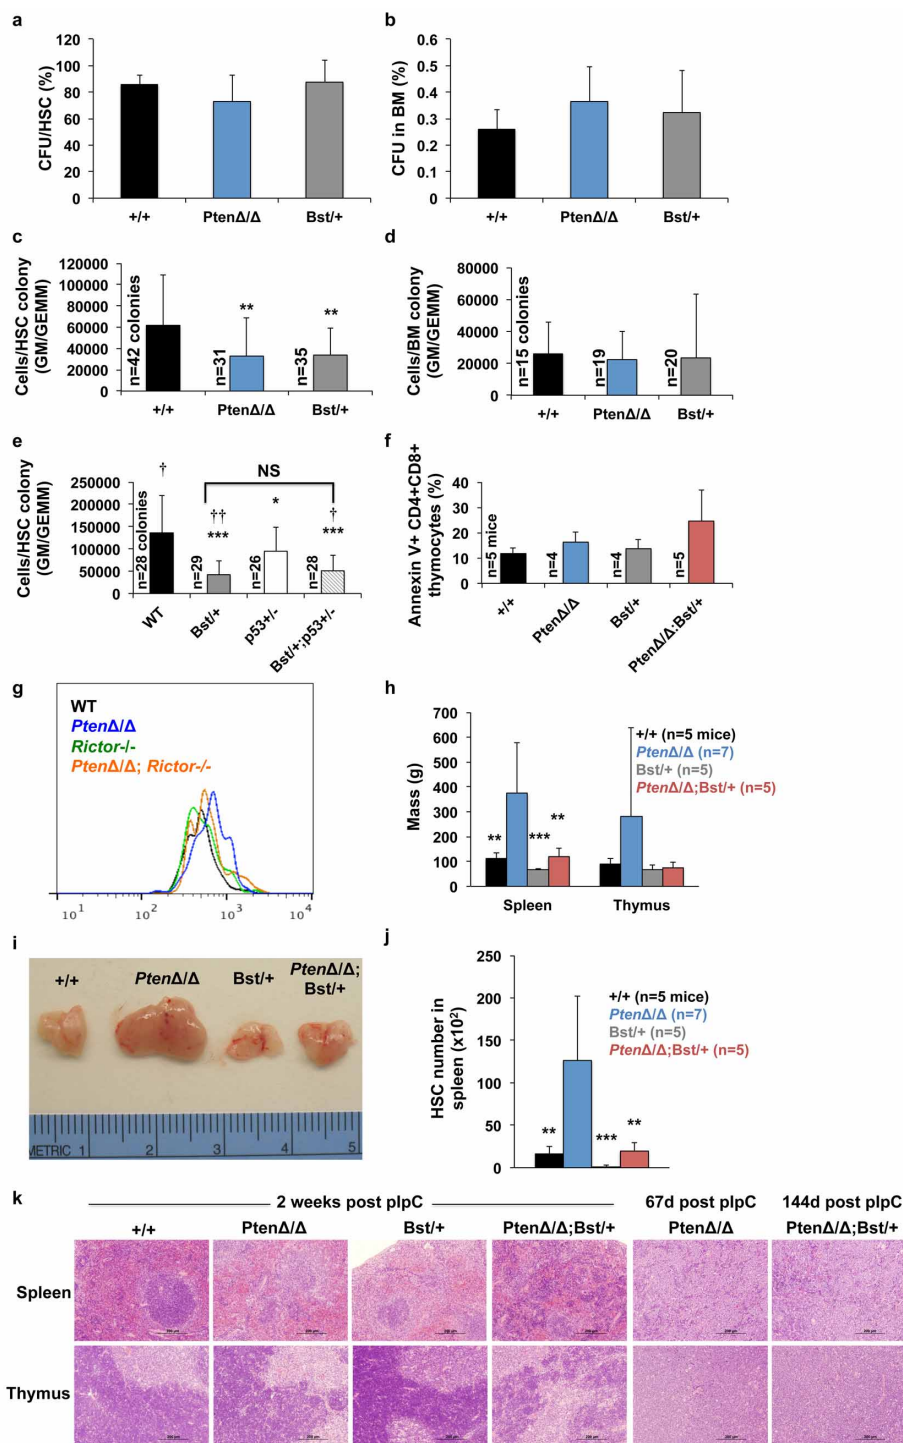 a
120
100
80
60
40
20
0
CFU/HSC (%)
+/+ PtenΔ/Δ Bst/+
b
0.6
0.5
0.4
0.3
0.2
0.1
0
CFU in BM (%)
+/+ PtenΔ/Δ Bst/+
c
120000
100000
80000
60000
40000
20000
0
Cells/HSC colony
(GM/GEMM)
n=42 colonies
n=31
n=35
**
**
+/+ PtenΔ/Δ Bst/+
d
80000
60000
40000
20000
0
Cells/BM colony
(GM/GEMM)
n=15 colonies
n=19
n=20
+/+ PtenΔ/Δ Bst/+
e
250000
200000
150000
100000
50000
0
Cells/HSC colony
(GM/GEMM)
NS
†
††
***
*
†
***
n=28 colonies
n=29
n=26
n=28
WT
Bst/+
p53+/-
Bst/+;p53+/-
f
40
30
20
10
0
Annexin V+ CD4+CD8+
thymocytes (%)
n=5 mice
n=4
n=4
n=5
+/+
PtenΔ/Δ
Bst/+
PtenΔ/Δ:Bst/+
g
WT
PtenΔ/Δ
Rictor-/-
PtenΔ/Δ; Rictor-/-
10¹ 10² 10³ 10⁴
h
700
600
500
400
300
200
100
0
Mass (g)
+/+ (n=5 mice)
PtenΔ/Δ (n=7)
Bst/+ (n=5)
PtenΔ/Δ;Bst/+ (n=5)
**
***
**
Spleen Thymus
i
+/+ PtenΔ/Δ Bst/+ PtenΔ/Δ;
Bst/+
METRIC 1 2 3 4 5
j
250
200
150
100
50
0
HSC number in
spleen (x10²)
+/+ (n=5 mice)
PtenΔ/Δ (n=7)
Bst/+ (n=5)
PtenΔ/Δ;Bst/+ (n=5)
**
***
**
k
2 weeks post pIpC 67d post pIpC 144d post pIpC
+/+ PtenΔ/Δ Bst/+ PtenΔ/Δ;Bst/+ PtenΔ/Δ PtenΔ/Δ;Bst/+
Spleen
Thymus